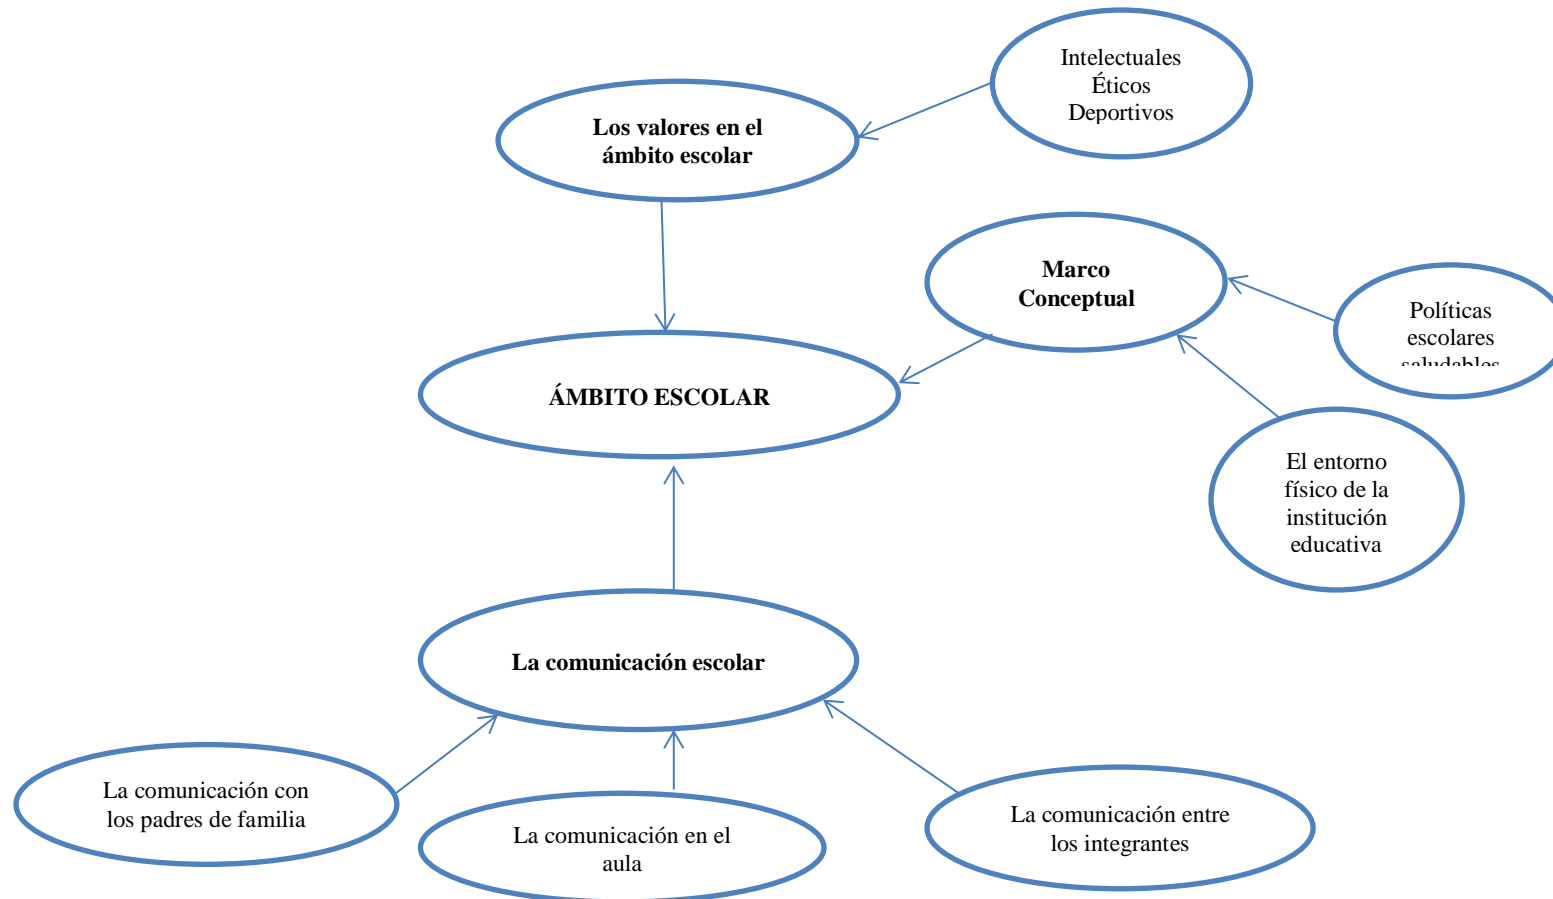 Intelectuales
Éticos
Deportivos
Los valores en el
ámbito escolar
Marco
Conceptual
Políticas
escolares
saludables
ÁMBITO ESCOLAR
El entorno
físico de la
institución
educativa
La comunicación escolar
La comunicación con
los padres de familia
La comunicación en el
aula
La comunicación entre
los integrantes